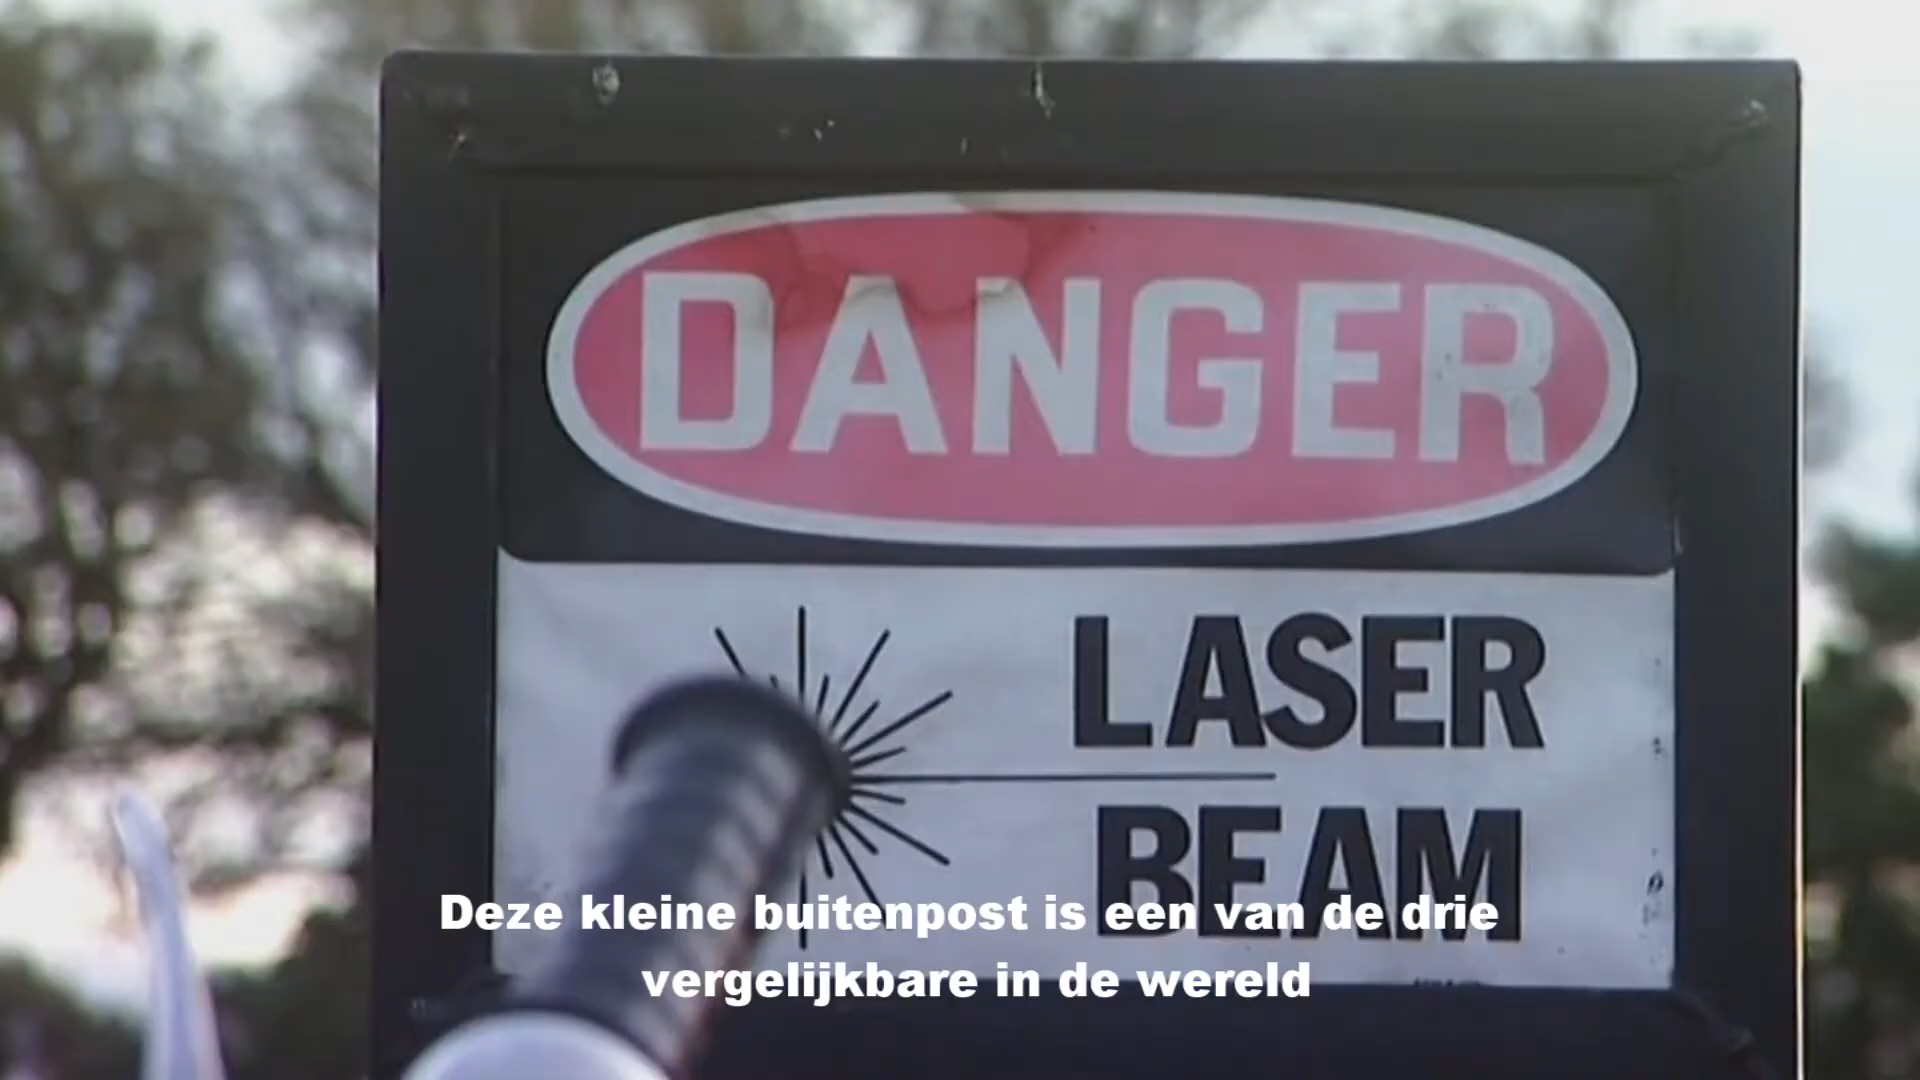 DANGER
LASER
BEAM
Deze kleine buitenpost is een van de drie
vergelijkbare in de wereld